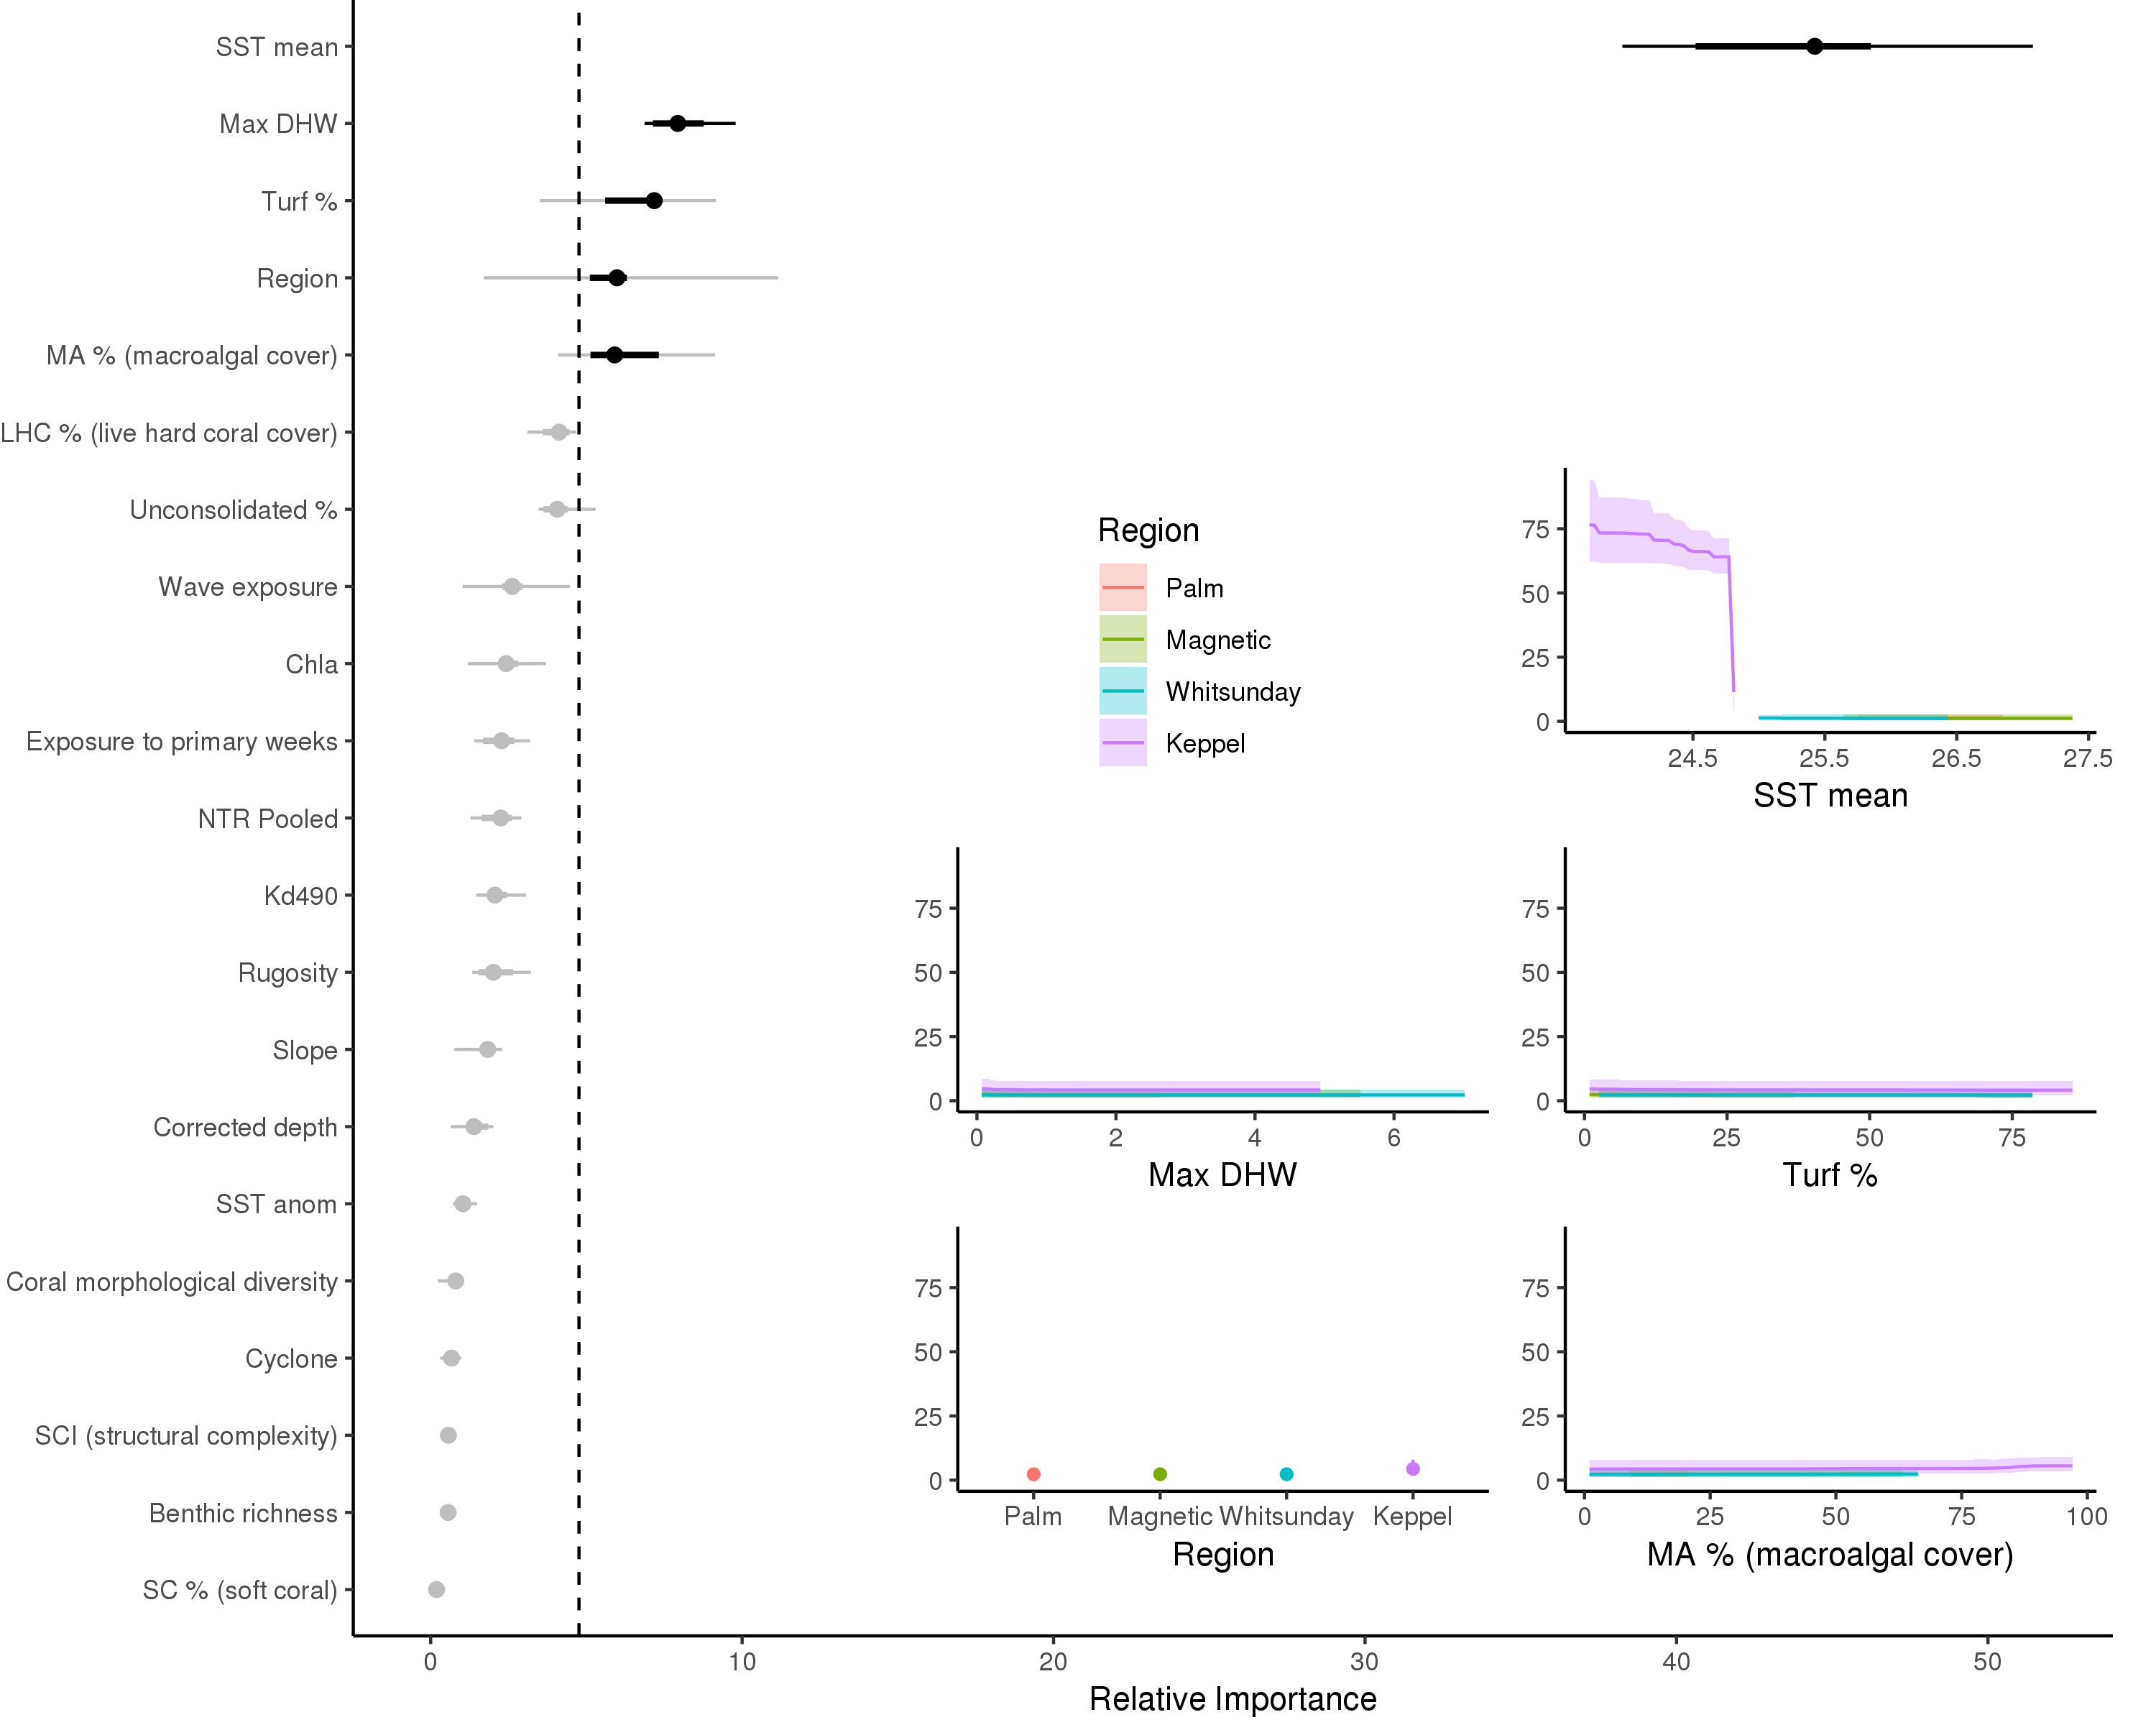 SST mean
Max DHW
Turf %
Region
MA % (macroalgal cover)
LHC % (live hard coral cover)
Unconsolidated %
Wave exposure
Chla
Exposure to primary weeks
NTR Pooled
Kd490
Rugosity
Slope
Corrected depth
SST anom
Coral morphological diversity
Cyclone
SCI (structural complexity)
Benthic richness
SC % (soft coral)
0 10 20 30 40 50
Relative Importance
Region
Palm
Magnetic
Whitsunday
Keppel
75
50
25
0
24.5 25.5 26.5 27.5
SST mean
75
50
25
0
0 2 4 6
Max DHW
75
50
25
0
0 25 50 75
Turf %
75
50
25
0
Palm Magnetic Whitsunday Keppel
Region
75
50
25
0
0 25 50 75 100
MA % (macroalgal cover)